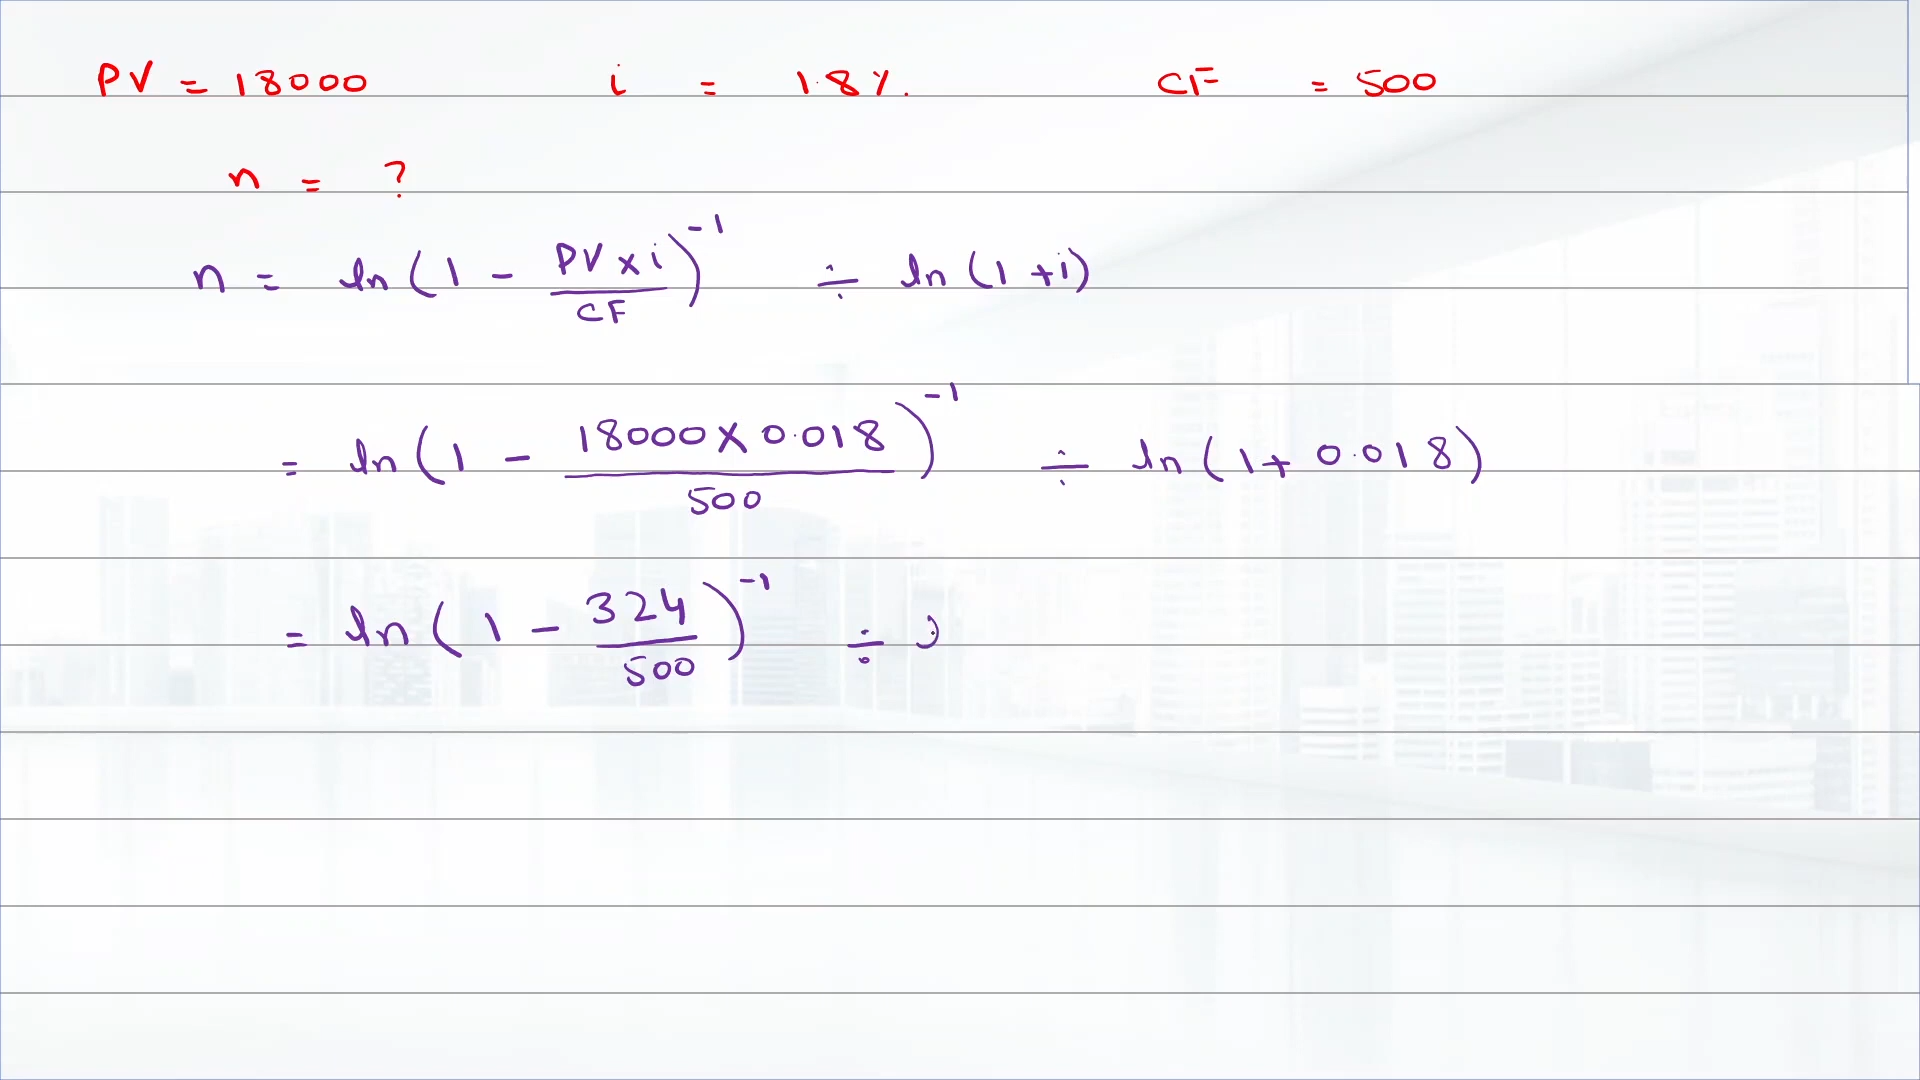 PV = 18000 i = 1.8%. CF = 500
n = ?
n = ln(1 - PV×i/CF)^-1 ÷ ln(1+i)
= ln(1 - 18000×0.018/500)^-1 ÷ ln(1+0.018)
= ln(1 - 324/500)^-1 ÷